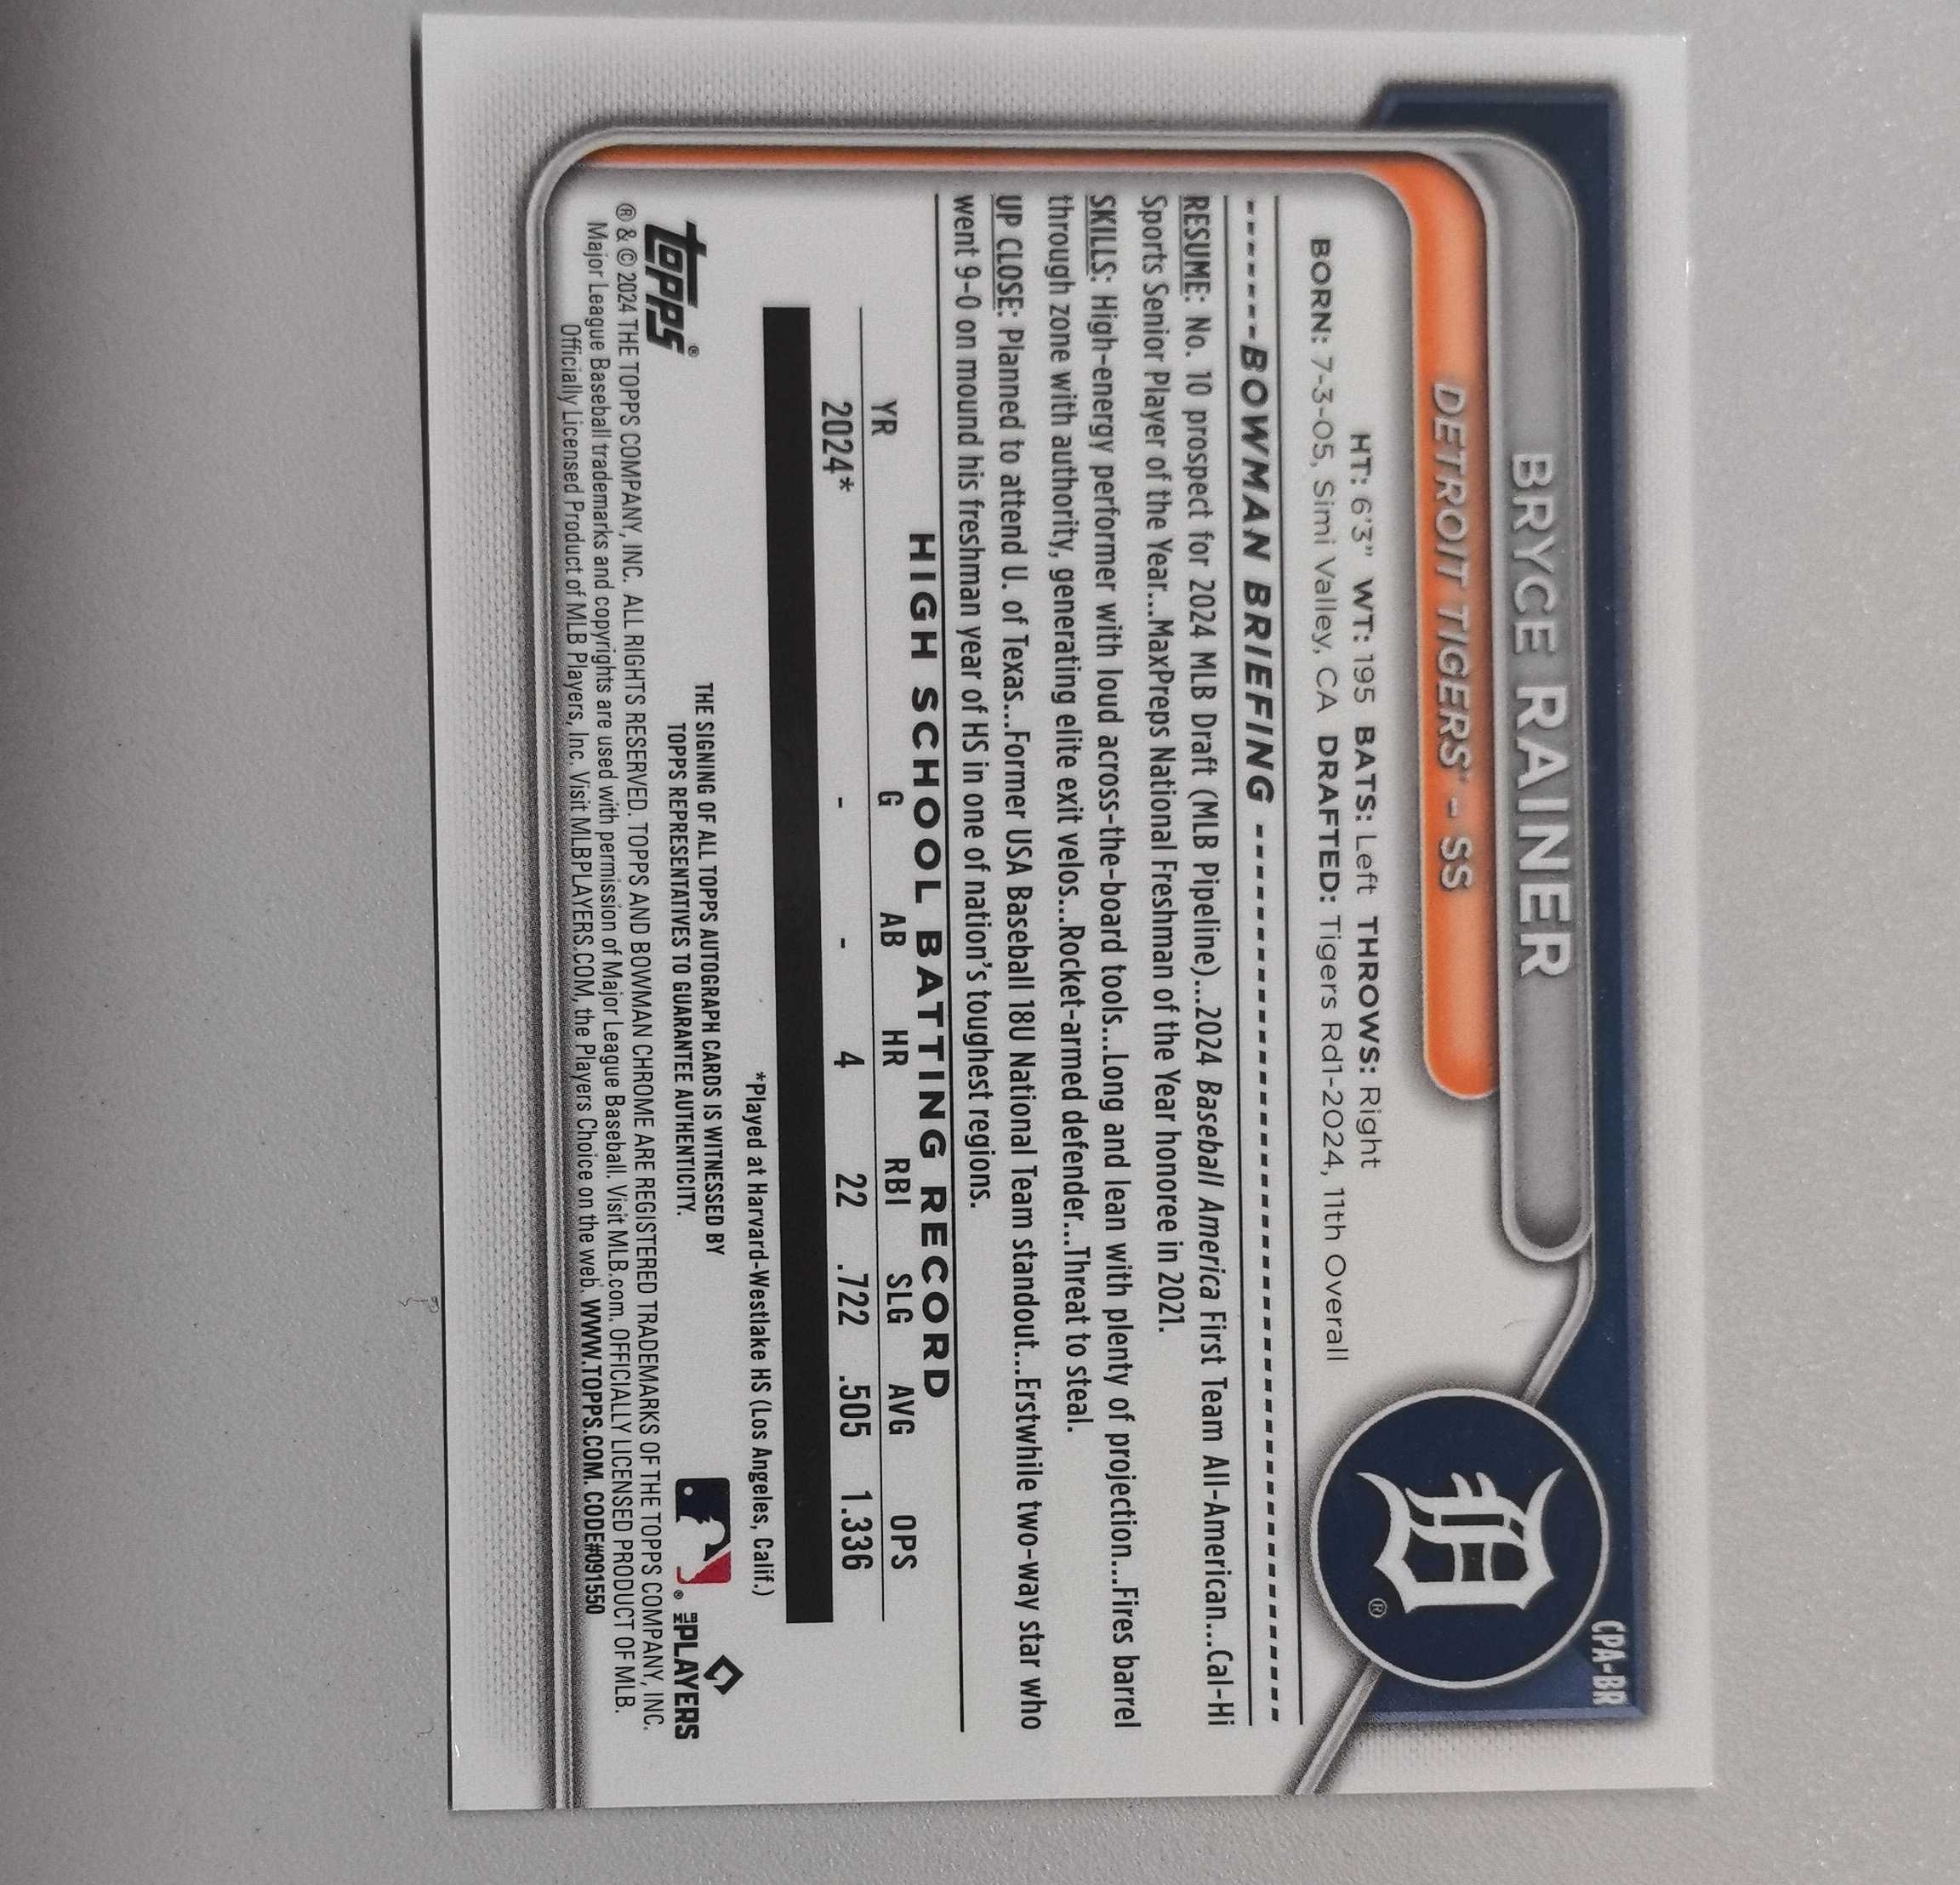 CPA-BR
BRYCE RAINER
DETROIT TIGERS® - SS
HT: 6'3" WT: 195 BATS: Left THROWS: Right
BORN: 7-3-05, Simi Valley, CA DRAFTED: Tigers Rd1-2024, 11th Overall
D ®
BOWMAN BRIEFING
RESUME: No. 10 prospect for 2024 MLB Draft (MLB Pipeline)...2024 Baseball America First Team All-American...Cal-Hi
Sports Senior Player of the Year...MaxPreps National Freshman of the Year honoree in 2021.
SKILLS: High-energy performer with loud across-the-board tools...Long and lean with plenty of projection...Fires barrel
through zone with authority, generating elite exit velos...Rocket-armed defender...Threat to steal.
UP CLOSE: Planned to attend U. of Texas...Former USA Baseball 18U National Team standout...Erstwhile two-way star who
went 9-0 on mound his freshman year of HS in one of nation's toughest regions.
HIGH SCHOOL BATTING RECORD
YR G AB HR RBI SLG AVG OPS
2024* - - 4 22 .722 .505 1.336
*Played at Harvard-Westlake HS (Los Angeles, Calif.)
topps®
THE SIGNING OF ALL TOPPS AUTOGRAPH CARDS IS WITNESSED BY
TOPPS REPRESENTATIVES TO GUARANTEE AUTHENTICITY.
® MLB PLAYERS
® & © 2024 THE TOPPS COMPANY, INC. ALL RIGHTS RESERVED. TOPPS AND BOWMAN CHROME ARE REGISTERED TRADEMARKS OF THE TOPPS COMPANY, INC.
Major League Baseball trademarks and copyrights are used with permission of Major League Baseball. Visit MLB.com. OFFICIALLY LICENSED PRODUCT OF MLB
Officially Licensed Product of MLB Players, Inc. Visit MLBPLAYERS.COM, the Players Choice on the web. WWW.TOPPS.COM. CODE#091550